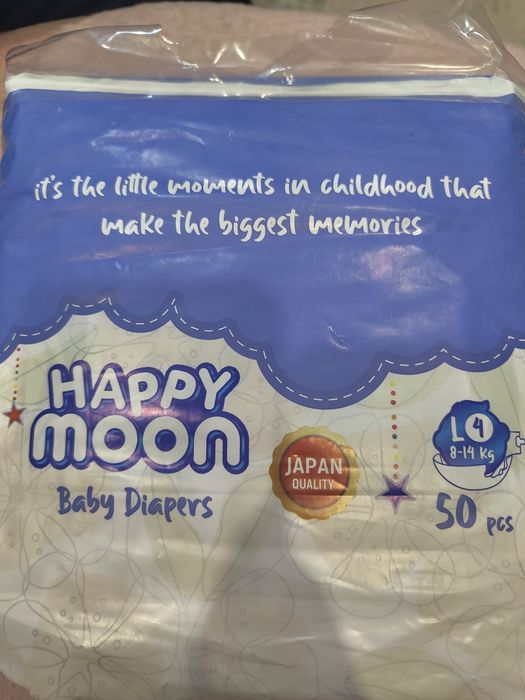 it's the little moments in childhood that
make the biggest memories
HAPPY
moon
Baby Diapers
JAPAN
QUALITY
L 4
8-14 kg
50 pcs